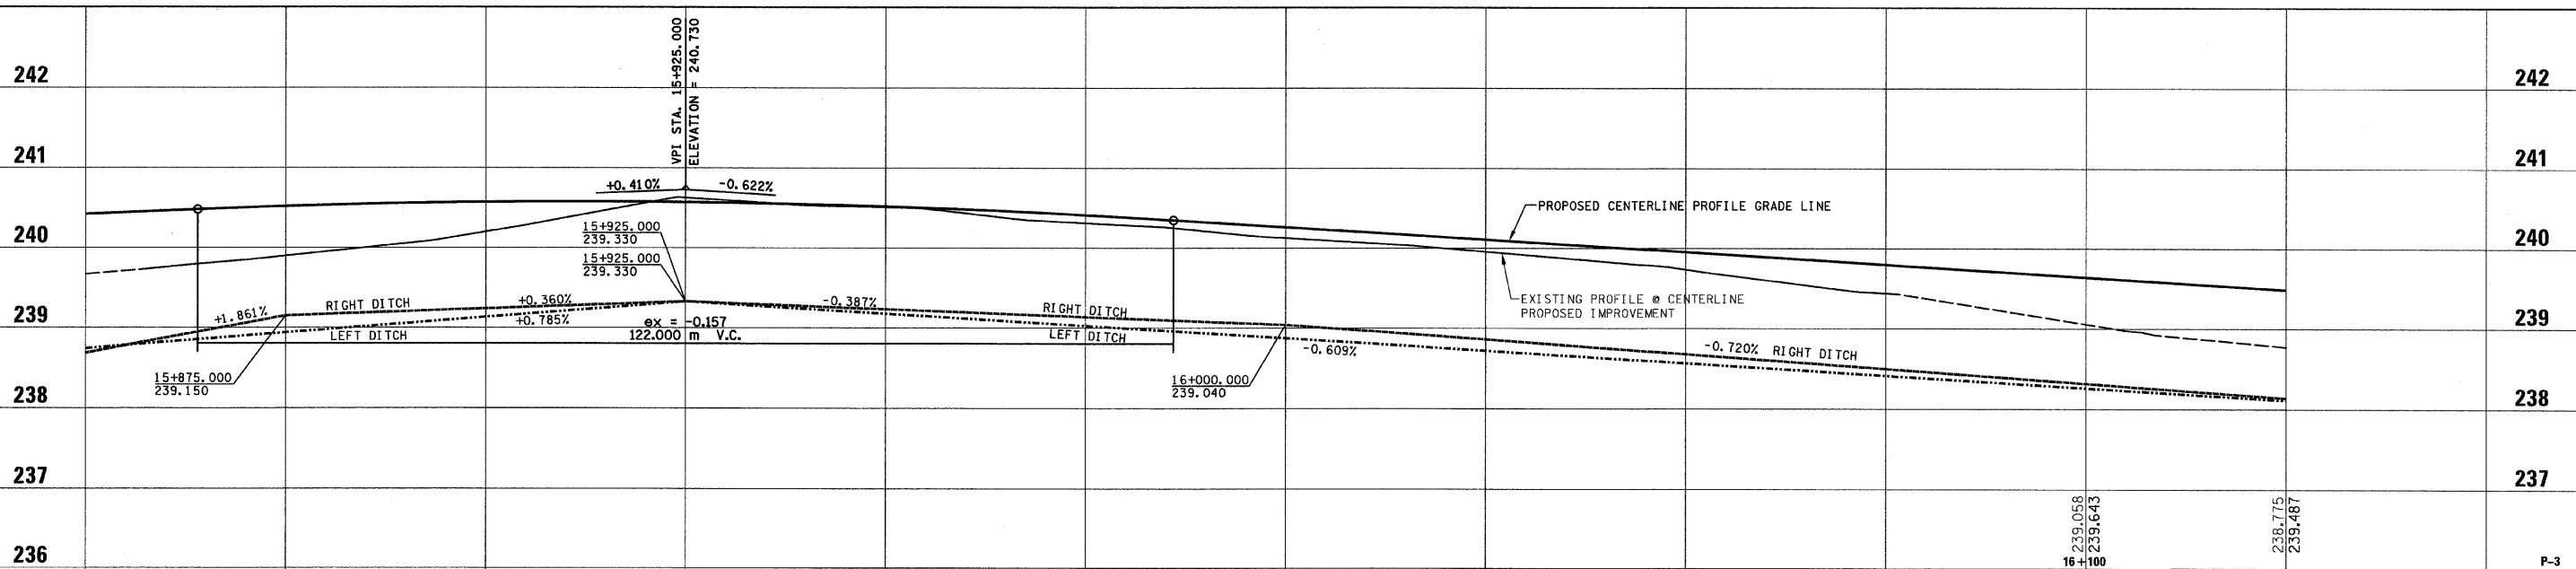 VPI STA. 15+925.000
ELEVATION = 240.730
242
242
241
241
+0.410%
-0.622%
PROPOSED CENTERLINE PROFILE GRADE LINE
15+925.000
239.330
240
240
15+925.000
239.330
EXISTING PROFILE @ CENTERLINE
PROPOSED IMPROVEMENT
+1.861%
RIGHT DITCH
+0.360%
-0.387%
RIGHT DITCH
239
239
+0.785%
ex = -0.157
LEFT DITCH
122.000 m V.C.
LEFT DITCH
-0.609%
-0.720% RIGHT DITCH
15+875.000
239.150
16+000.000
239.040
238
238
237
237
239.058
239.643
238.775
239.487
236
16+100
P-3